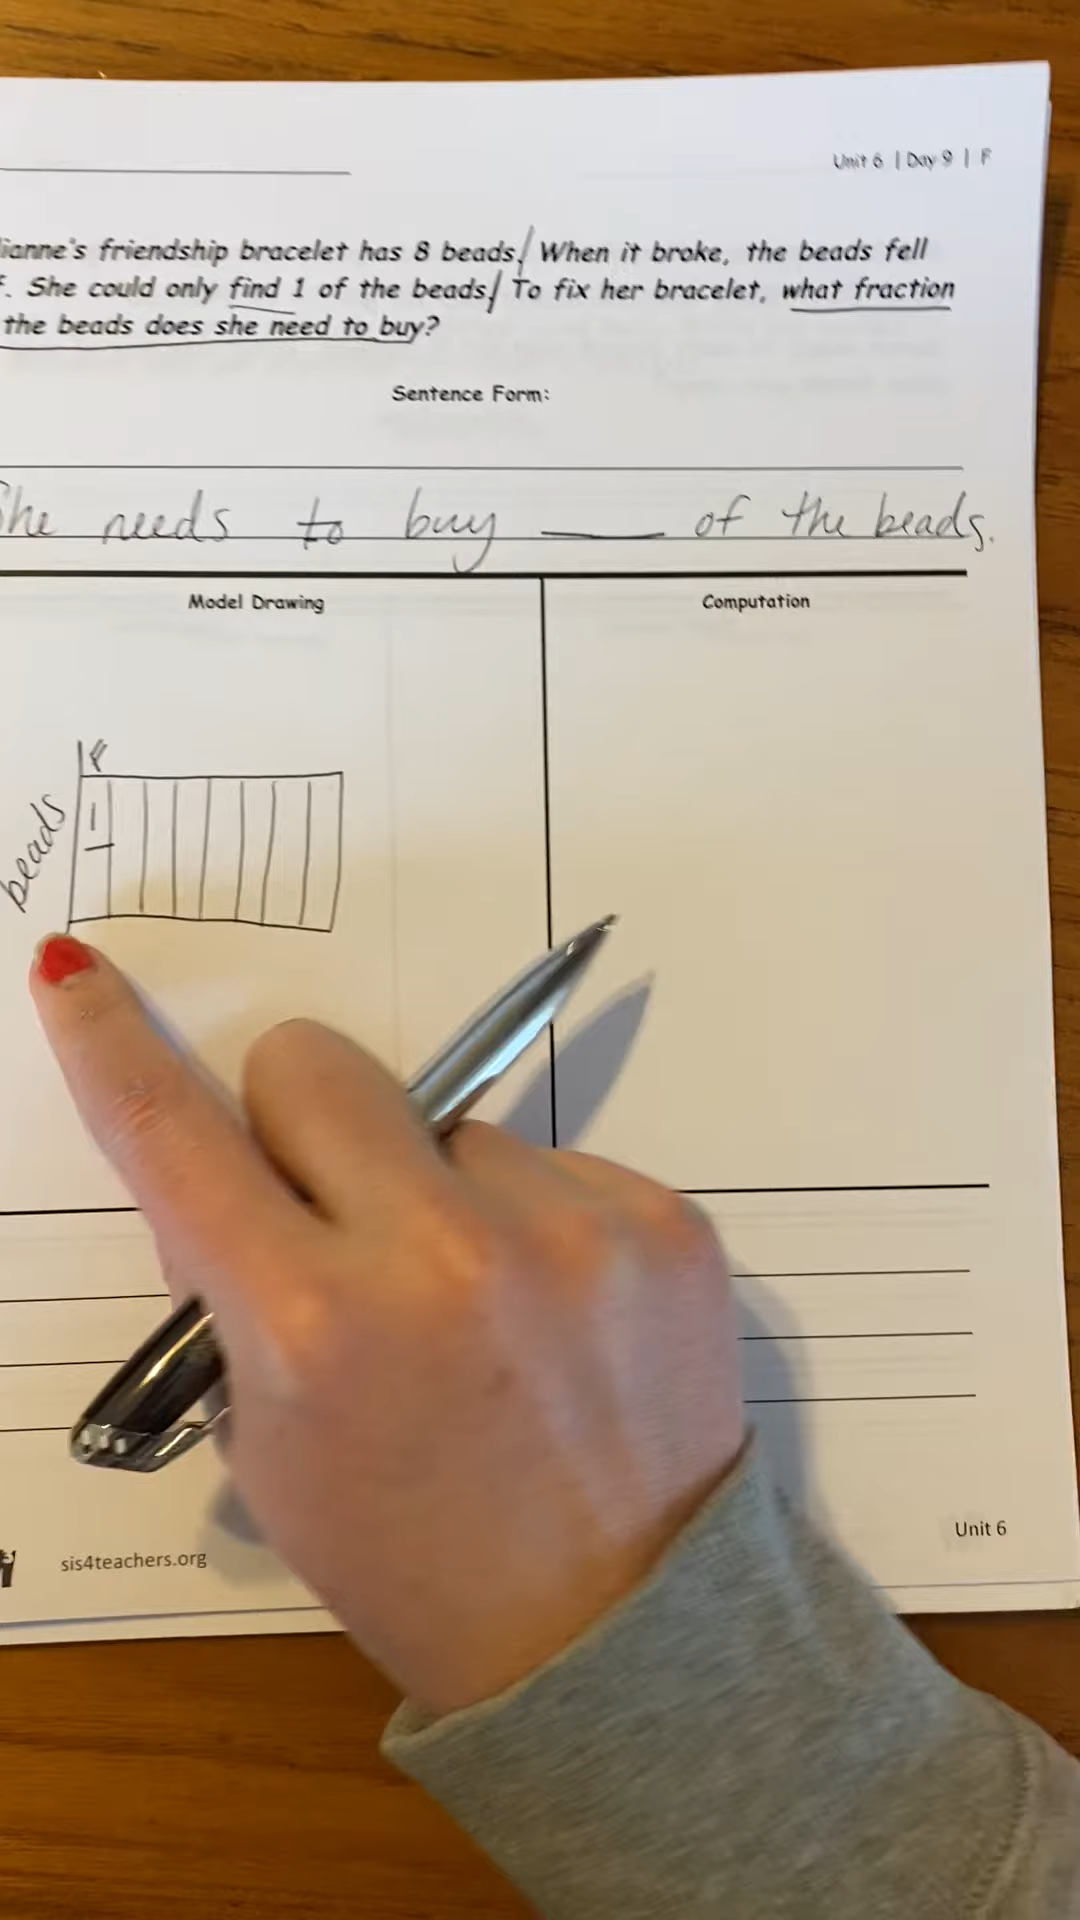 Unit 6 | Day 9 | F
ianne's friendship bracelet has 8 beads. When it broke, the beads fell
f. She could only find 1 of the beads. To fix her bracelet, what fraction
the beads does she need to buy?
Sentence Form:
he needs to buy ____ of the beads.
Model Drawing
Computation
beads
1
sis4teachers.org
Unit 6